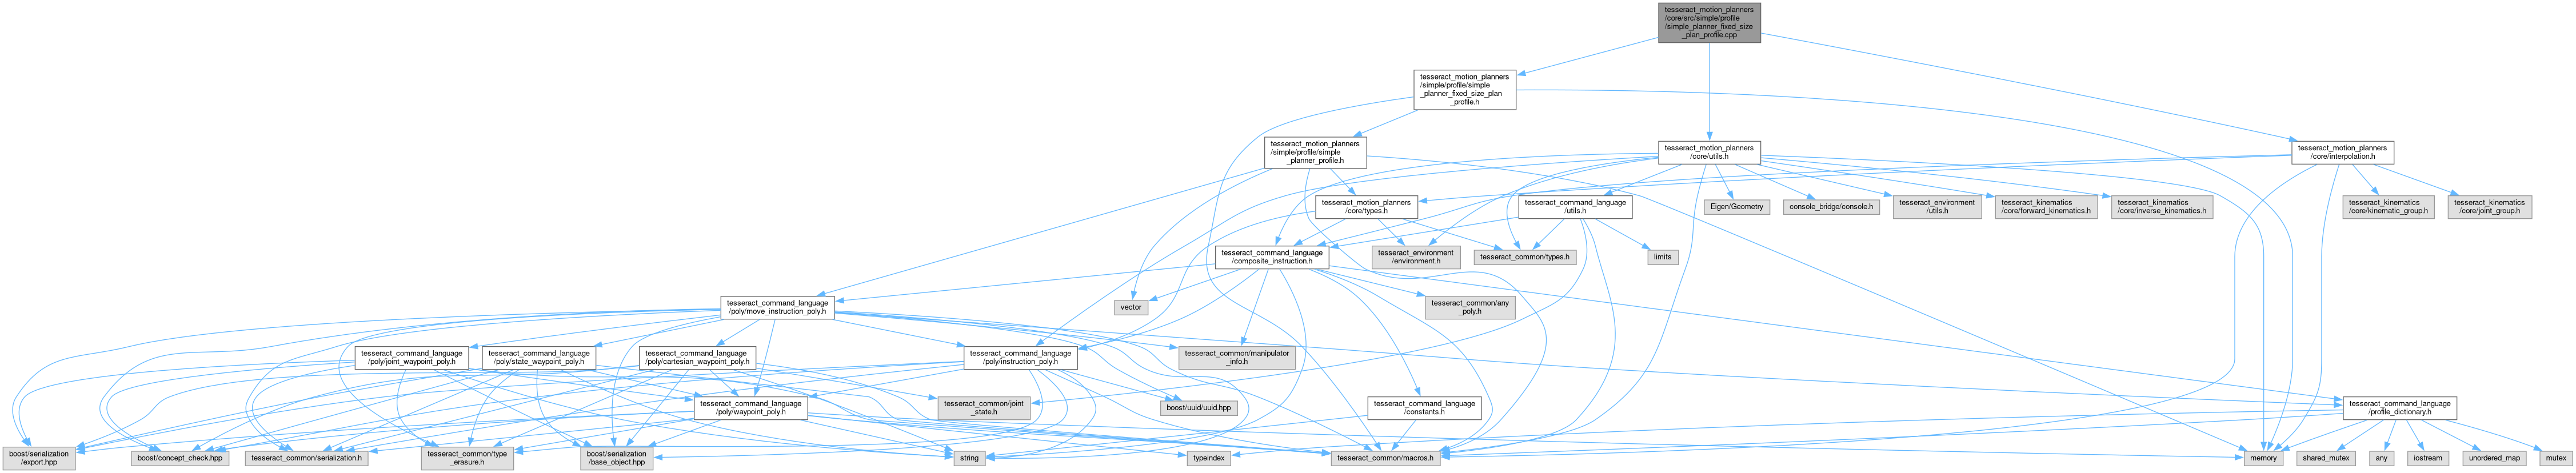 tesseract_motion_planners
/core/src/simple/profile
/simple_planner_fixed_size
_plan_profile.cpp
tesseract_motion_planners
/simple/profile/simple
_planner_fixed_size_plan
_profile.h
tesseract_motion_planners
/simple/profile/simple
_planner_profile.h
tesseract_motion_planners
/core/utils.h
tesseract_motion_planners
/core/interpolation.h
tesseract_motion_planners
/core/types.h
tesseract_command_language
/utils.h
Eigen/Geometry
console_bridge/console.h
tesseract_environment
/utils.h
tesseract_kinematics
/core/forward_kinematics.h
tesseract_kinematics
/core/inverse_kinematics.h
tesseract_kinematics
/core/kinematic_group.h
tesseract_kinematics
/core/joint_group.h
tesseract_command_language
/composite_instruction.h
tesseract_environment
/environment.h
tesseract_common/types.h
limits
tesseract_command_language
/poly/move_instruction_poly.h
vector
tesseract_common/any
_poly.h
tesseract_command_language
/poly/joint_waypoint_poly.h
tesseract_command_language
/poly/state_waypoint_poly.h
tesseract_command_language
/poly/cartesian_waypoint_poly.h
tesseract_command_language
/poly/instruction_poly.h
tesseract_common/manipulator
_info.h
tesseract_command_language
/poly/waypoint_poly.h
tesseract_common/joint
_state.h
boost/uuid/uuid.hpp
tesseract_command_language
/constants.h
tesseract_command_language
/profile_dictionary.h
boost/serialization
/export.hpp
boost/concept_check.hpp
tesseract_common/serialization.h
tesseract_common/type
_erasure.h
boost/serialization
/base_object.hpp
string
typeindex
tesseract_common/macros.h
memory
shared_mutex
any
iostream
unordered_map
mutex